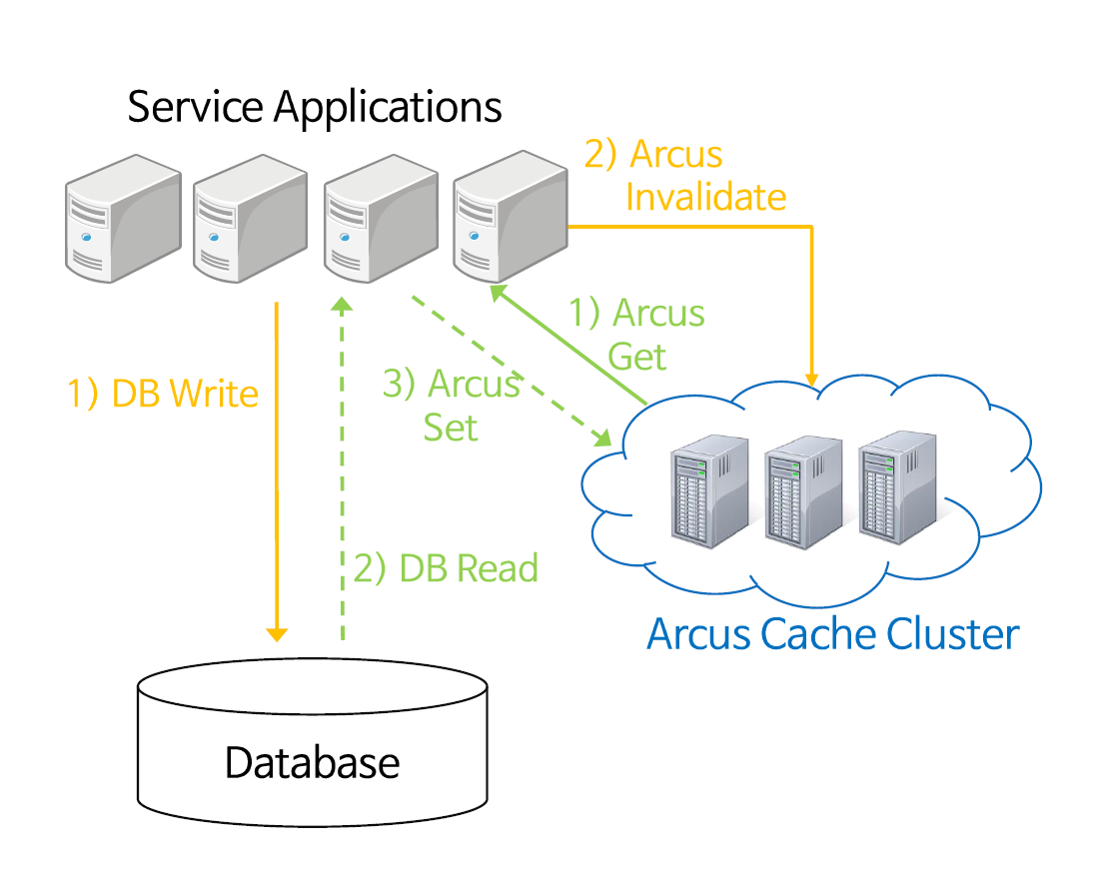 Service Applications
2) Arcus
Invalidate
1) Arcus
Get
1) DB Write
3) Arcus
Set
2) DB Read
Arcus Cache Cluster
Database